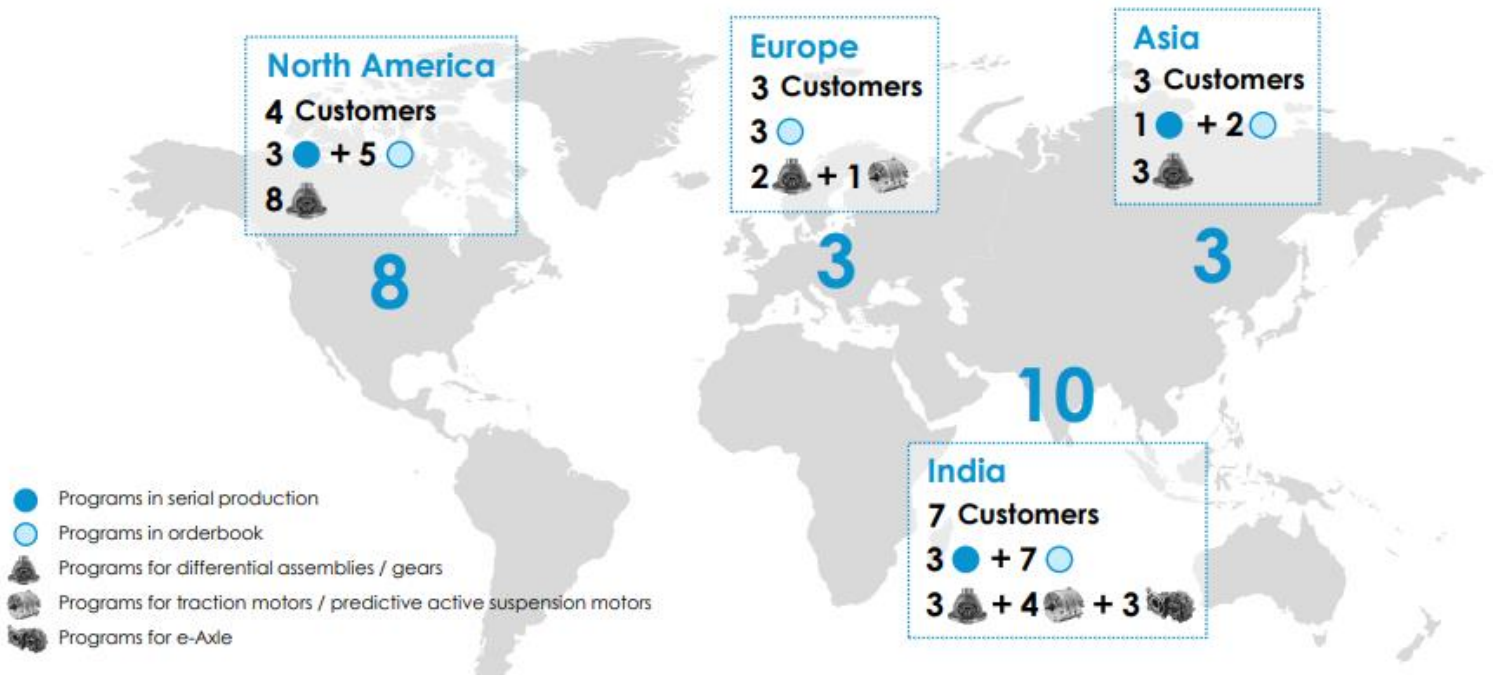 North America
4 Customers
3 + 5
8
8
Europe
3 Customers
3
2 + 1
3
Asia
3 Customers
1 + 2
3
3
10
India
7 Customers
3 + 7
3 + 4 + 3
Programs in serial production
Programs in orderbook
Programs for differential assemblies / gears
Programs for traction motors / predictive active suspension motors
Programs for e-Axle